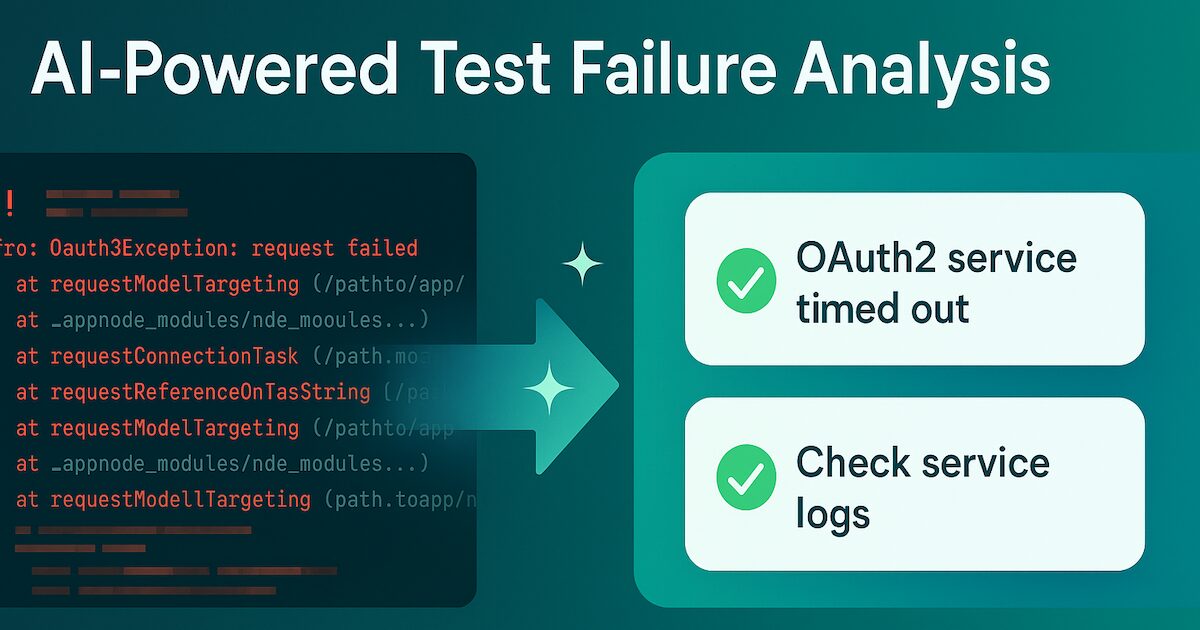 AI-Powered Test Failure Analysis
!
fro: Oauth3Exception: request failed
at requestModelTargeting (/pathto/app/
at _appnode_modules/nde_mooules...)
at requestConnectionTask (/path.moa
at requestReferenceOnTasString (/pa
at requestModelTargeting (/pathto/app
at _appnode_modules/nde_modules...)
at requestModellTargeting (path.toapp/n
OAuth2 service
timed out
Check service
logs